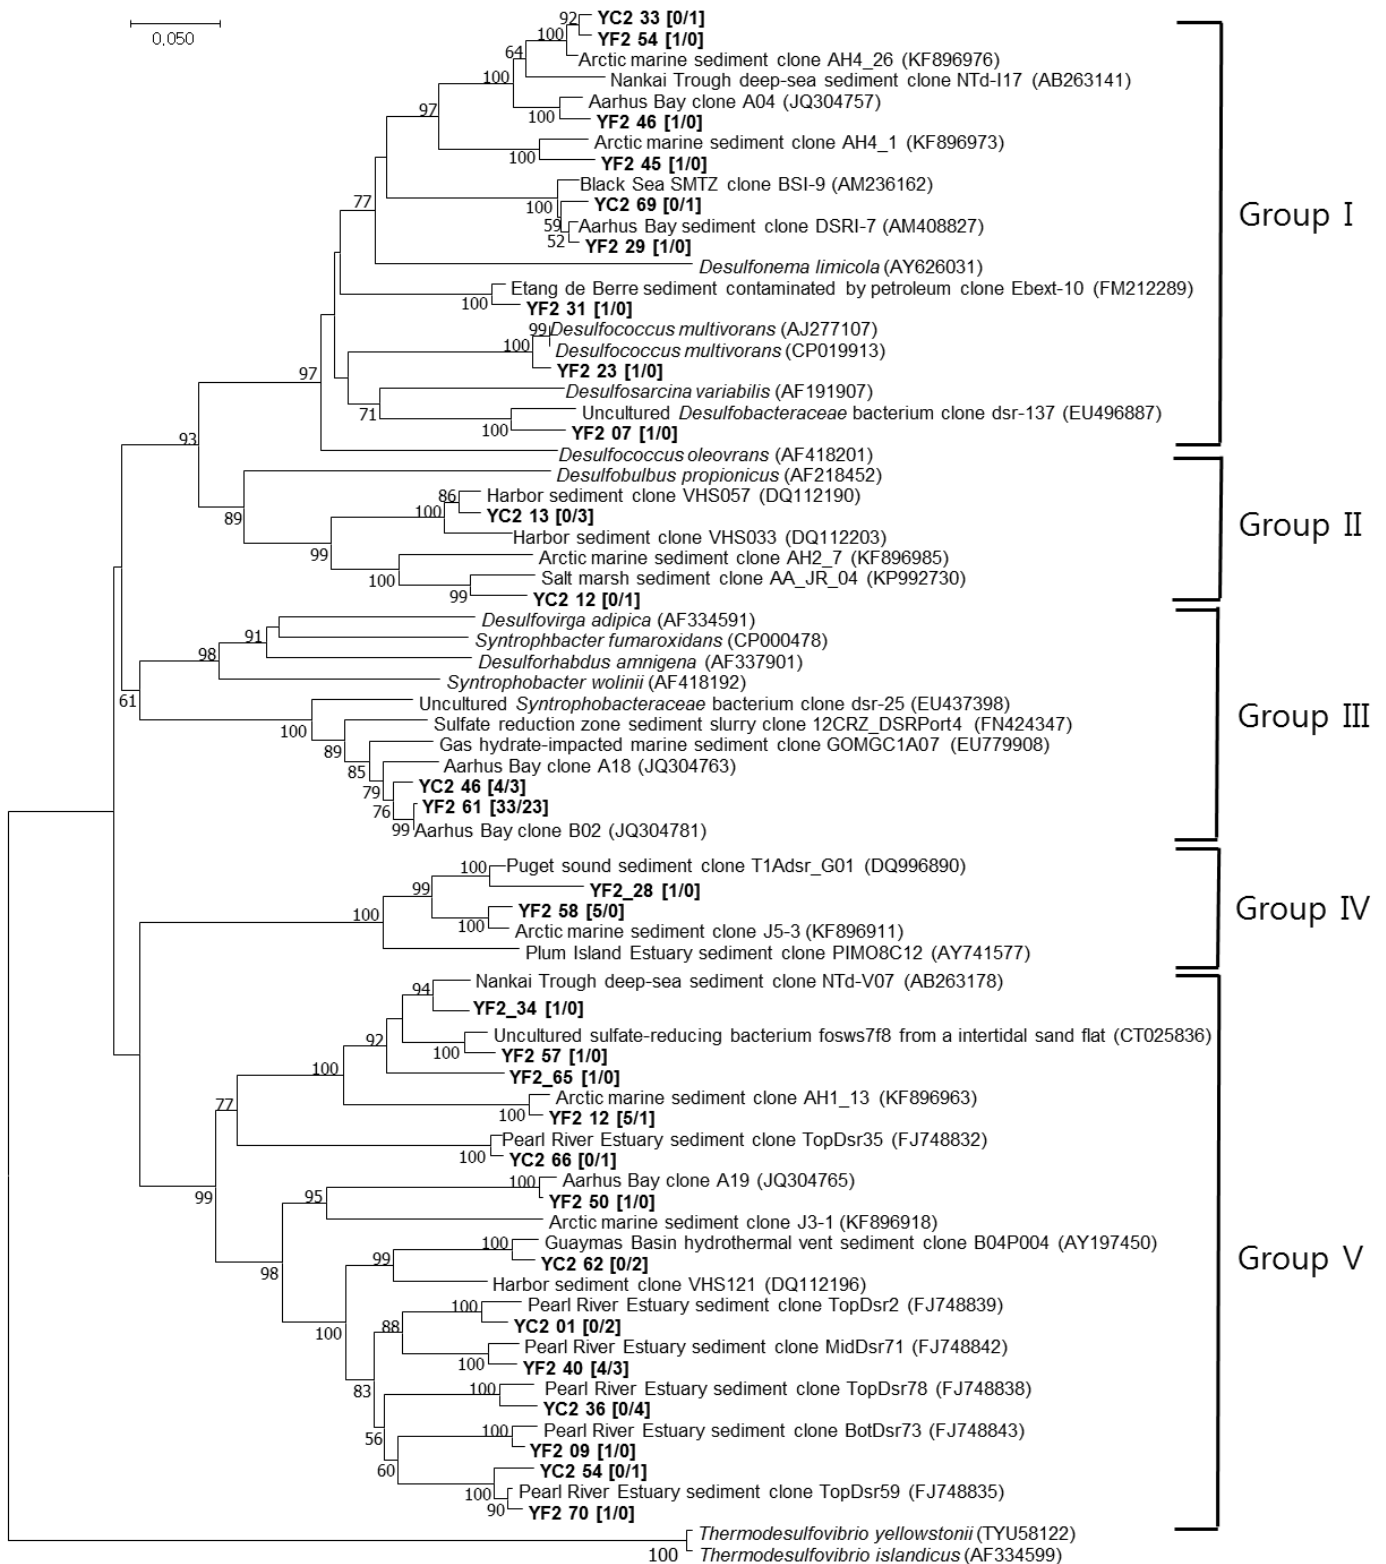 0,050
92
YC2 33 [0/1]
100
YF2 54 [1/0]
64
Arctic marine sediment clone AH4_26 (KF896976)
100
Nankai Trough deep-sea sediment clone NTd-I17 (AB263141)
97
Aarhus Bay clone A04 (JQ304757)
100
YF2 46 [1/0]
Arctic marine sediment clone AH4_1 (KF896973)
100
YF2 45 [1/0]
Black Sea SMTZ clone BSI-9 (AM236162)
77
100
YC2 69 [0/1]
Group I
59
Aarhus Bay sediment clone DSRI-7 (AM408827)
52
YF2 29 [1/0]
Desulfonema limicola (AY626031)
Etang de Berre sediment contaminated by petroleum clone Ebext-10 (FM212289)
100
YF2 31 [1/0]
99
Desulfococcus multivorans (AJ277107)
100
Desulfococcus multivorans (CP019913)
97
YF2 23 [1/0]
Desulfosarcina variabilis (AF191907)
71
Uncultured Desulfobacteraceae bacterium clone dsr-137 (EU496887)
100
YF2 07 [1/0]
93
Desulfococcus oleovrans (AF418201)
Desulfobulbus propionicus (AF218452)
86
Harbor sediment clone VHS057 (DQ112190)
100
YC2 13 [0/3]
89
Group II
Harbor sediment clone VHS033 (DQ112203)
99
Arctic marine sediment clone AH2_7 (KF896985)
100
Salt marsh sediment clone AA_JR_04 (KP992730)
99
YC2 12 [0/1]
Desulfovirga adipica (AF334591)
91
Syntrophbacter fumaroxidans (CP000478)
98
Desulforhabdus amnigena (AF337901)
Syntrophobacter wolinii (AF418192)
61
Uncultured Syntrophobacteraceae bacterium clone dsr-25 (EU437398)
Group III
100
Sulfate reduction zone sediment slurry clone 12CRZ_DSRPort4 (FN424347)
89
Gas hydrate-impacted marine sediment clone GOMGC1A07 (EU779908)
85
Aarhus Bay clone A18 (JQ304763)
79
YC2 46 [4/3]
76
YF2 61 [33/23]
99
Aarhus Bay clone B02 (JQ304781)
100
Puget sound sediment clone T1Adsr_G01 (DQ996890)
99
YF2_28 [1/0]
100
YF2 58 [5/0]
Group IV
100
Arctic marine sediment clone J5-3 (KF896911)
Plum Island Estuary sediment clone PIMO8C12 (AY741577)
Nankai Trough deep-sea sediment clone NTd-V07 (AB263178)
94
YF2_34 [1/0]
92
Uncultured sulfate-reducing bacterium fosws7f8 from a intertidal sand flat (CT025836)
100
YF2 57 [1/0]
100
YF2_65 [1/0]
77
Arctic marine sediment clone AH1_13 (KF896963)
100
YF2 12 [5/1]
Pearl River Estuary sediment clone TopDsr35 (FJ748832)
100
YC2 66 [0/1]
99
100
Aarhus Bay clone A19 (JQ304765)
95
YF2 50 [1/0]
Arctic marine sediment clone J3-1 (KF896918)
100
Guaymas Basin hydrothermal vent sediment clone B04P004 (AY197450)
99
YC2 62 [0/2]
Group V
98
Harbor sediment clone VHS121 (DQ112196)
100
Pearl River Estuary sediment clone TopDsr2 (FJ748839)
88
YC2 01 [0/2]
100
Pearl River Estuary sediment clone MidDsr71 (FJ748842)
100
YF2 40 [4/3]
83
100
Pearl River Estuary sediment clone TopDsr78 (FJ748838)
YC2 36 [0/4]
100
Pearl River Estuary sediment clone BotDsr73 (FJ748843)
56
YF2 09 [1/0]
60
YC2 54 [0/1]
100
Pearl River Estuary sediment clone TopDsr59 (FJ748835)
90
YF2 70 [1/0]
Thermodesulfovibrio yellowstonii (TYU58122)
100
Thermodesulfovibrio islandicus (AF334599)